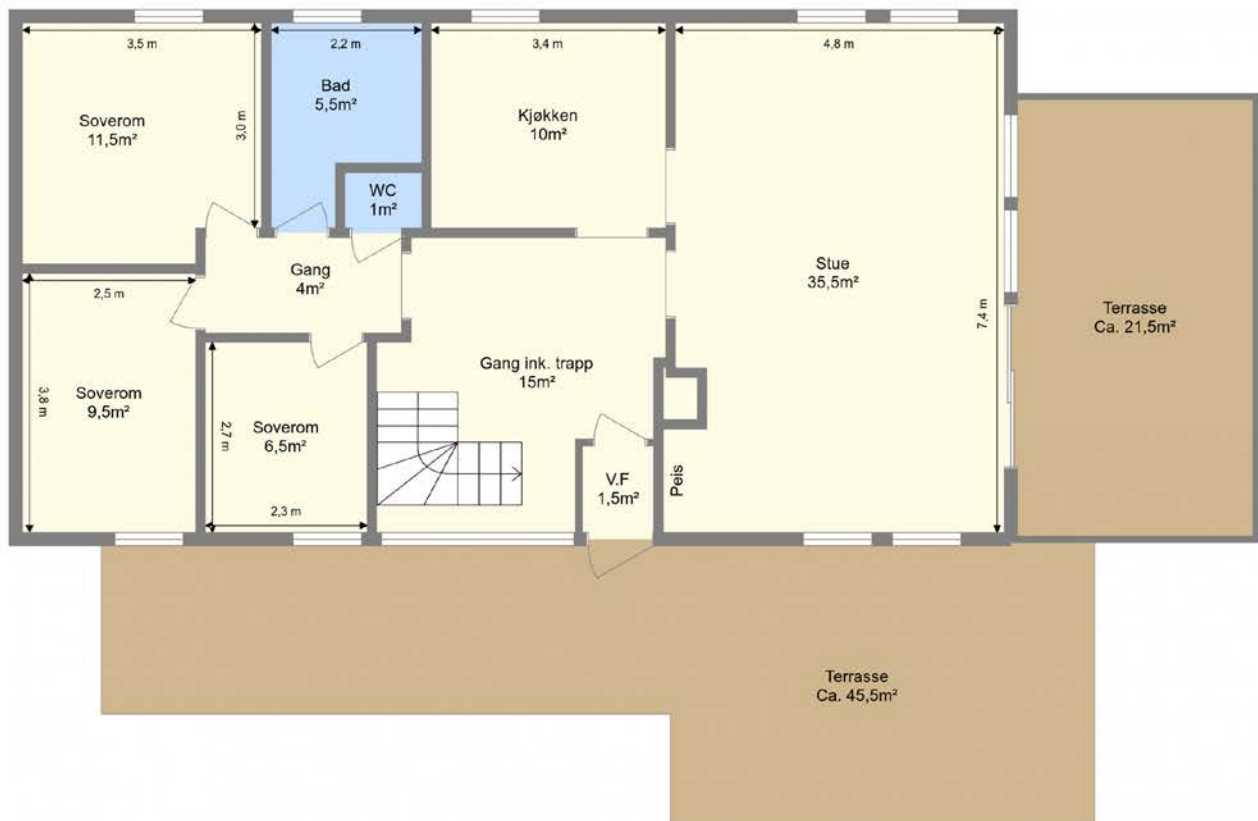 3,5 m
2,2 m
3,4 m
4,8 m
Bad
5,5m²
Soverom
11,5m²
3,0 m
Kjøkken
10m²
WC
1m²
Gang
4m²
Stue
35,5m²
2,5 m
7,4 m
Terrasse
Ca. 21,5m²
Gang ink. trapp
15m²
Soverom
9,5m²
3,8 m
Soverom
6,5m²
2,7 m
V.F
1,5m²
Peis
2,3 m
Terrasse
Ca. 45,5m²